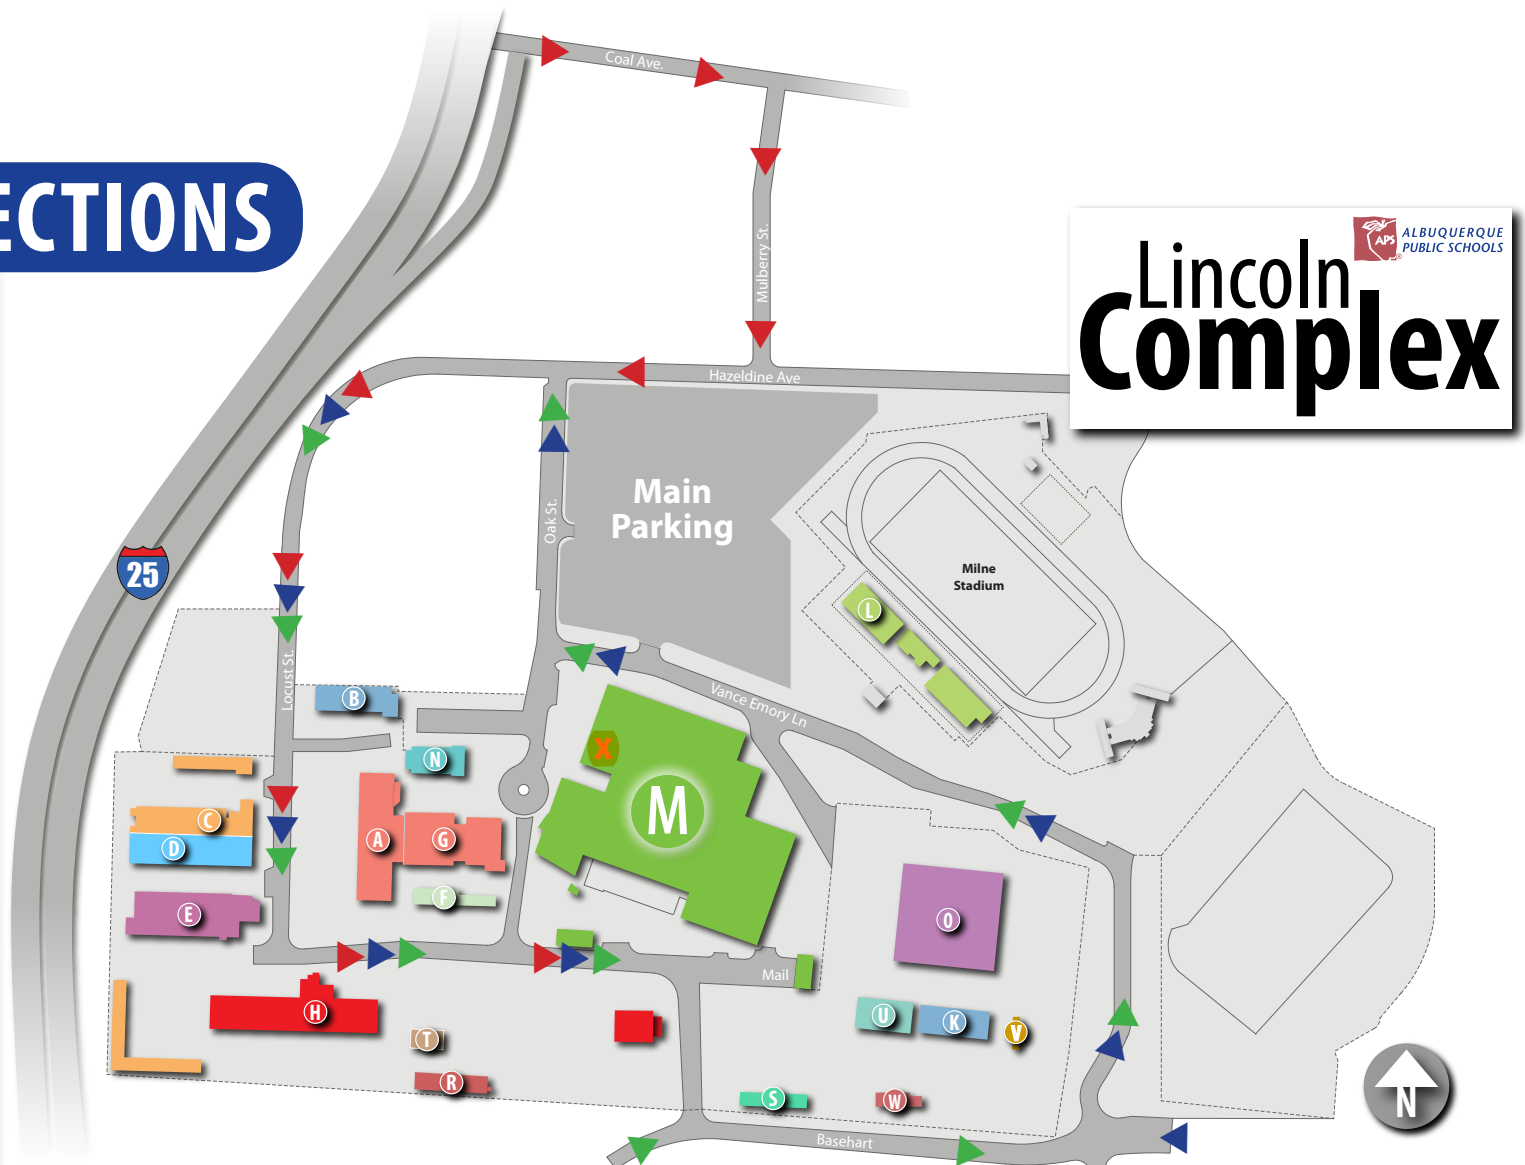 Coal Ave.
ECTIONS
ALBUQUERQUE
PUBLIC SCHOOLS
APS
®
Lincoln
Complex
Mulberry St.
Hazeldine Ave
Main
Parking
Oak St.
25
Milne
Stadium
L
Locust St.
B
Vance Emory Ln
X
N
M
C
D
A
G
F
E
O
Mail
H
T
U
K
V
R
S
W
N
Basehart